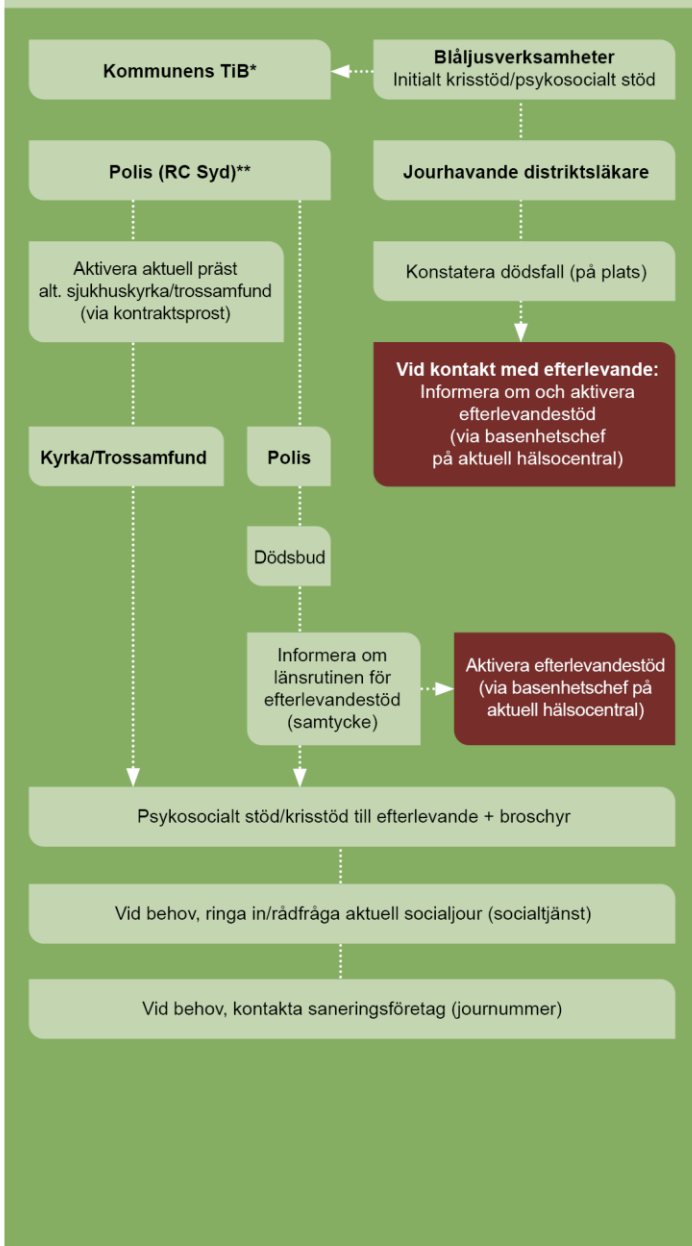 Kommunens TiB*
Blåljusverksamheter
Initialt krisstöd/psykosocialt stöd
Polis (RC Syd)**
Jourhavande distriktsläkare
Aktivera aktuell präst
alt. sjukhuskyrka/trossamfund
(via kontraktsprost)
Konstatera dödsfall (på plats)
Vid kontakt med efterlevande:
Informera om och aktivera
efterlevandestöd
(via basenhetschef
på aktuell hälsocentral)
Kyrka/Trossamfund
Polis
Dödsbud
Informera om
länsrutinen för
efterlevandestöd
(samtycke)
Aktivera efterlevandestöd
(via basenhetschef på
aktuell hälsocentral)
Psykosocialt stöd/krisstöd till efterlevande + broschyr
Vid behov, ringa in/rådfråga aktuell socialjour (socialtjänst)
Vid behov, kontakta saneringsföretag (journummer)